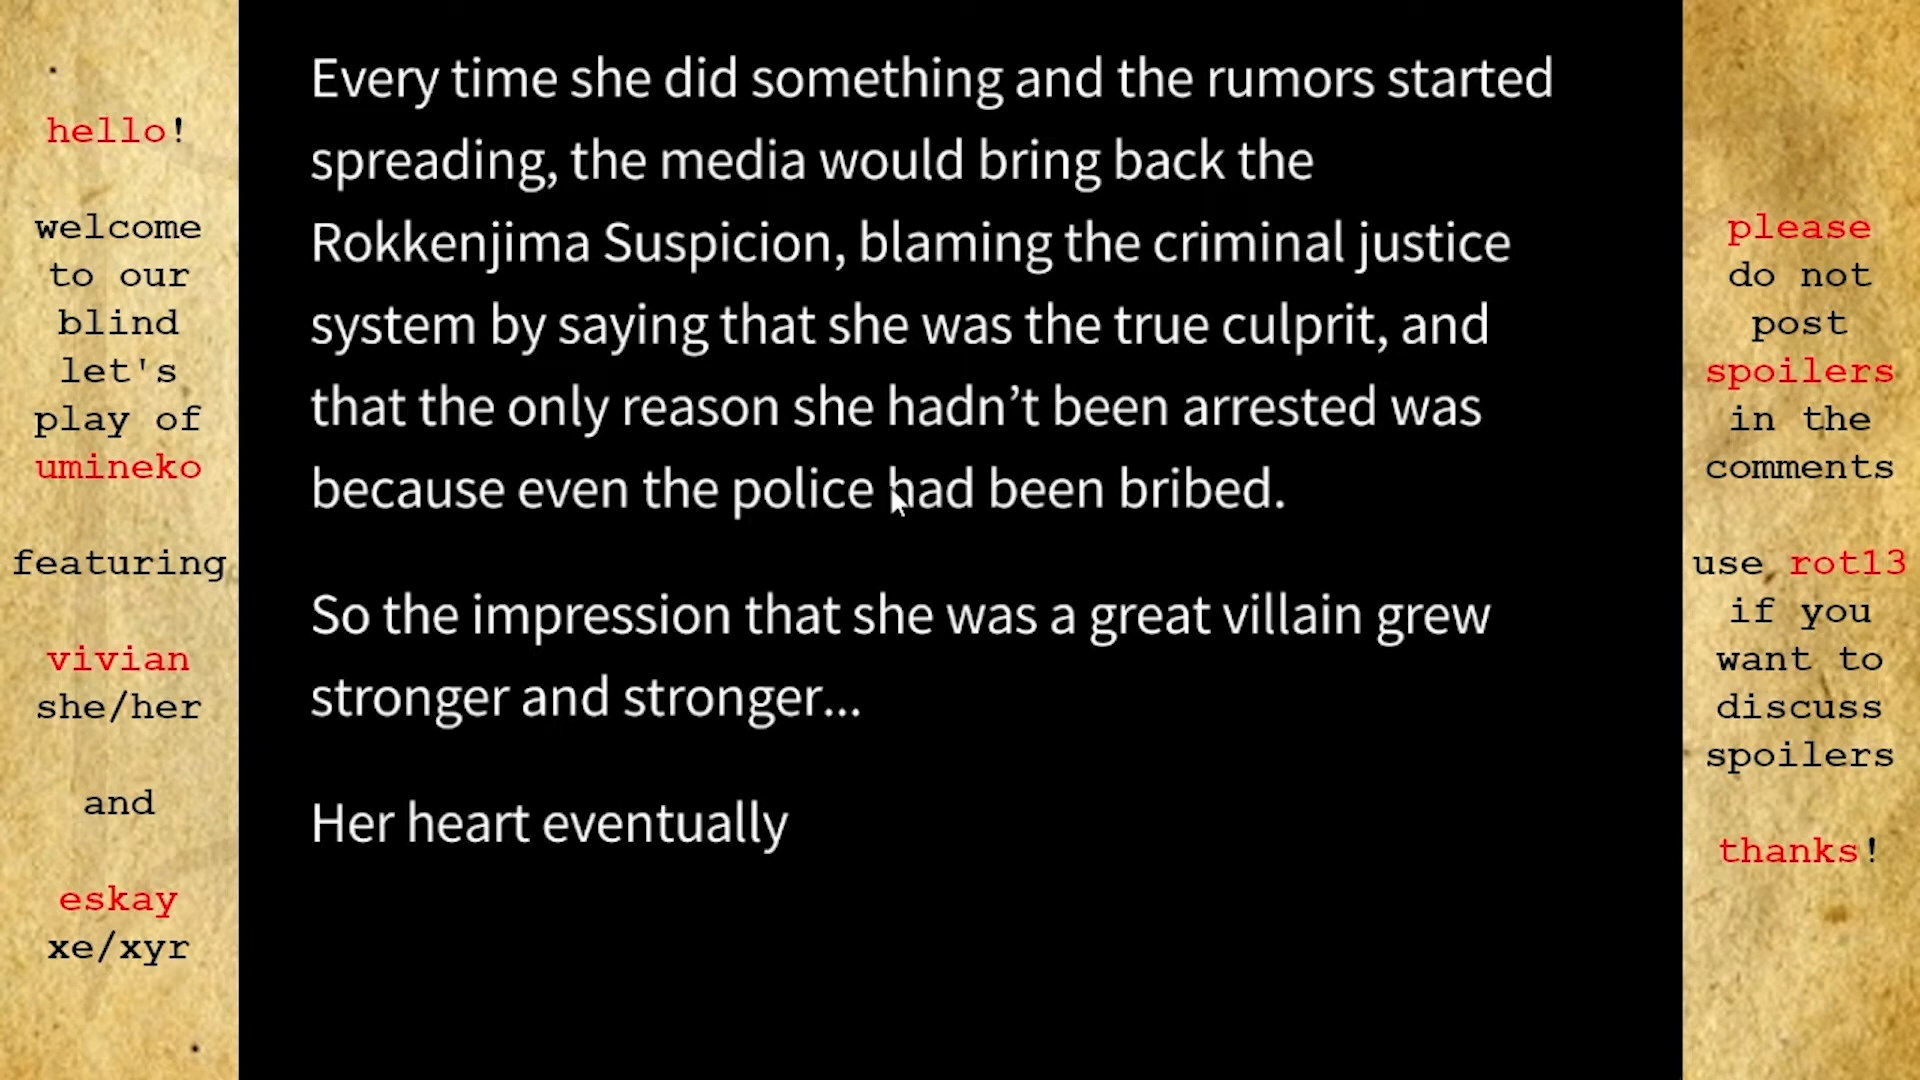 hello!
welcome
to our
blind
let's
play of
umineko
featuring
vivian
she/her
and
eskay
xe/xyr
Every time she did something and the rumors started
spreading, the media would bring back the
Rokkenjima Suspicion, blaming the criminal justice
system by saying that she was the true culprit, and
that the only reason she hadn’t been arrested was
because even the police had been bribed.
So the impression that she was a great villain grew
stronger and stronger...
Her heart eventually
please
do not
post
spoilers
in the
comments
use rot13
if you
want to
discuss
spoilers
thanks!